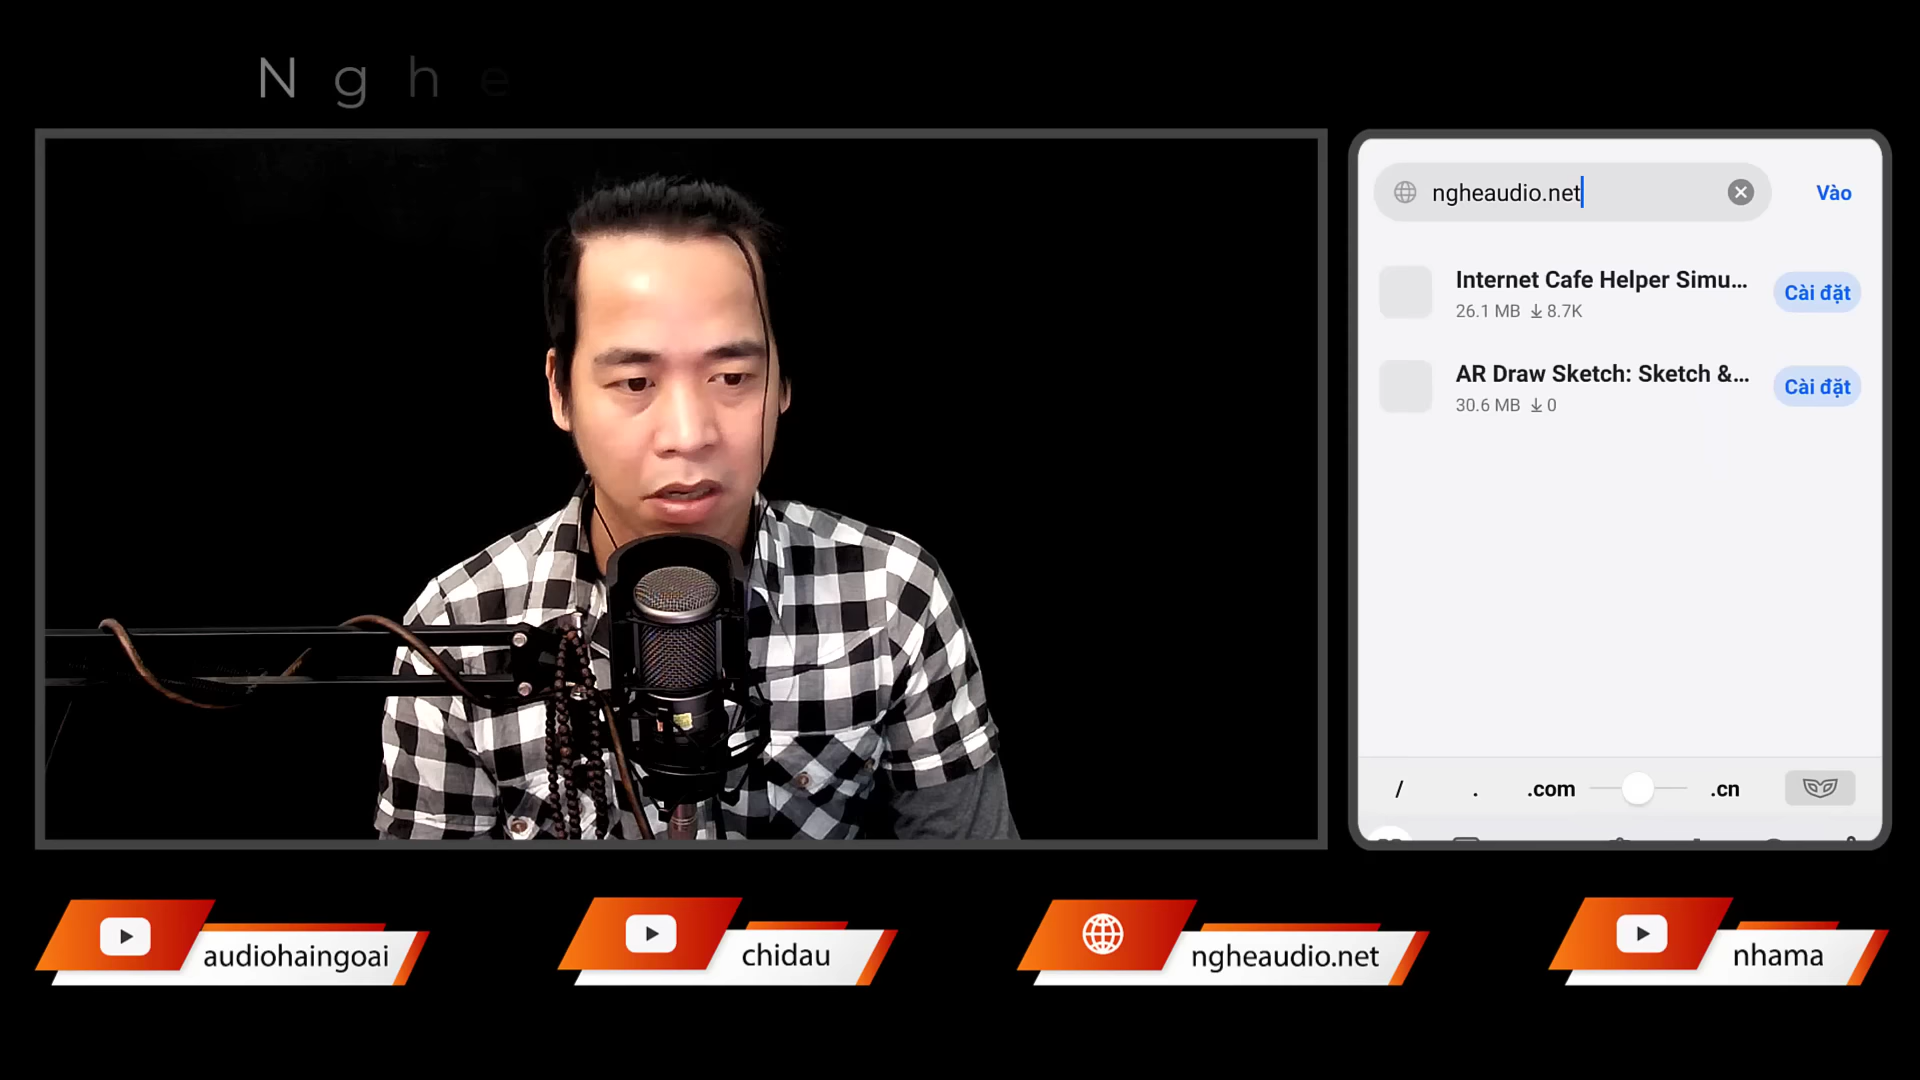 N g h e
ngheaudio.net
Vào
Internet Cafe Helper Simu...
Cài đặt
26.1 MB 8.7K
AR Draw Sketch: Sketch &...
Cài đặt
30.6 MB 0
/ . .com .cn
audiohaingoai
chidau
ngheaudio.net
nhama